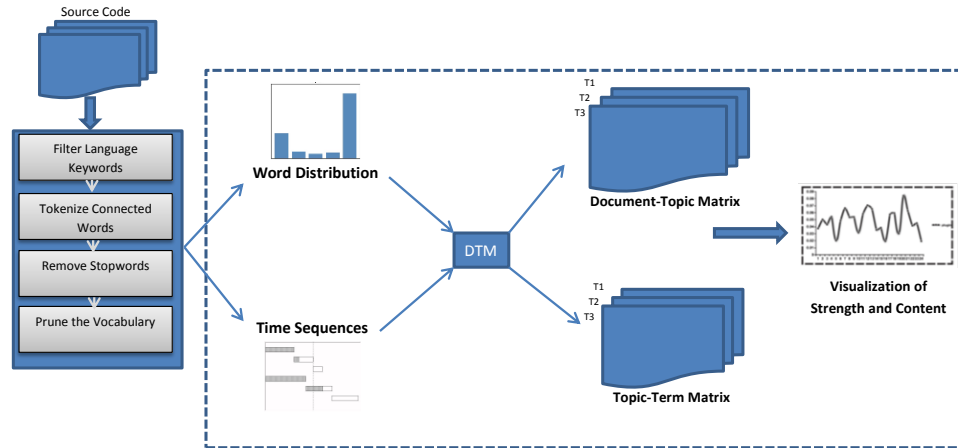 Source Code
Filter Language
Keywords
Tokenize Connected
Words
Remove Stopwords
Prune the Vocabulary
Word Distribution
Time Sequences
DTM
T1
T2
T3
Document-Topic Matrix
T1
T2
T3
Topic-Term Matrix
Visualization of
Strength and Content